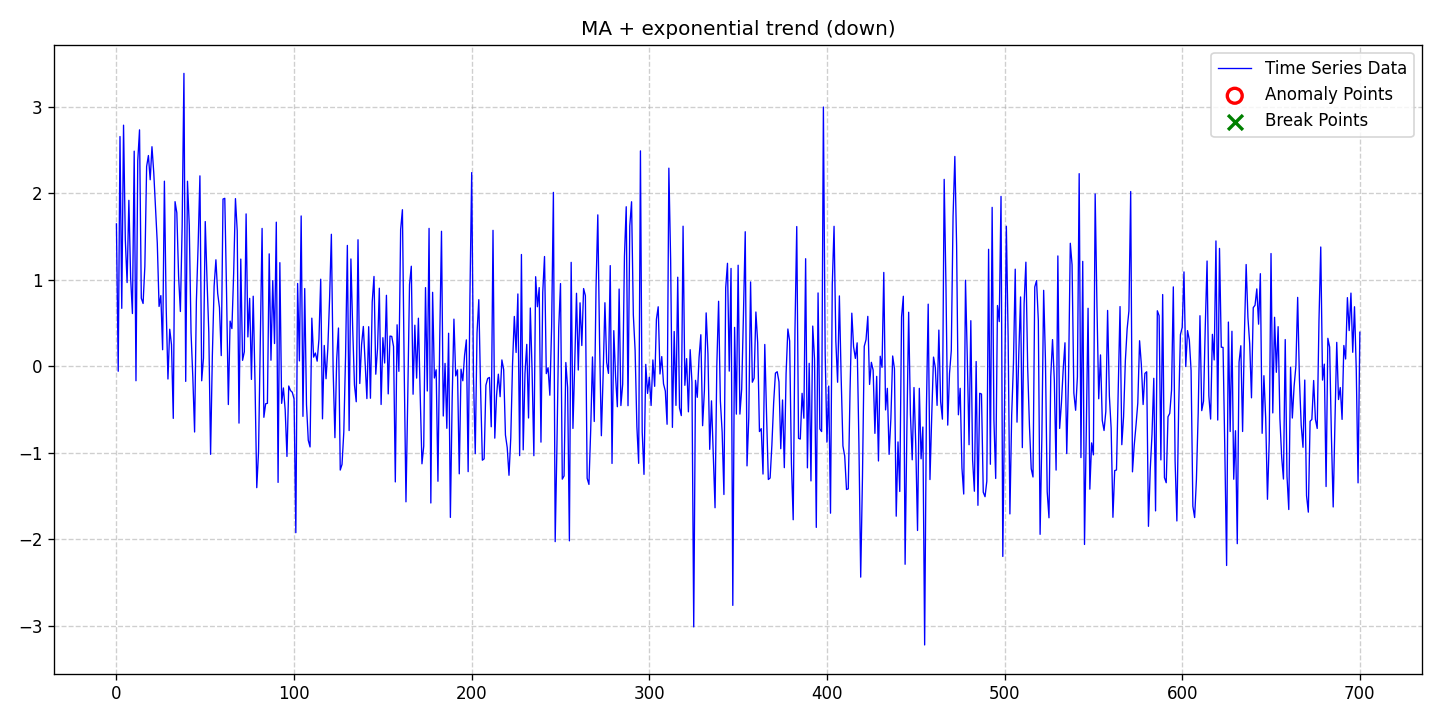 MA + exponential trend (down)
Time Series Data
Anomaly Points
Break Points
3
2
1
0
−1
−2
−3
0 100 200 300 400 500 600 700